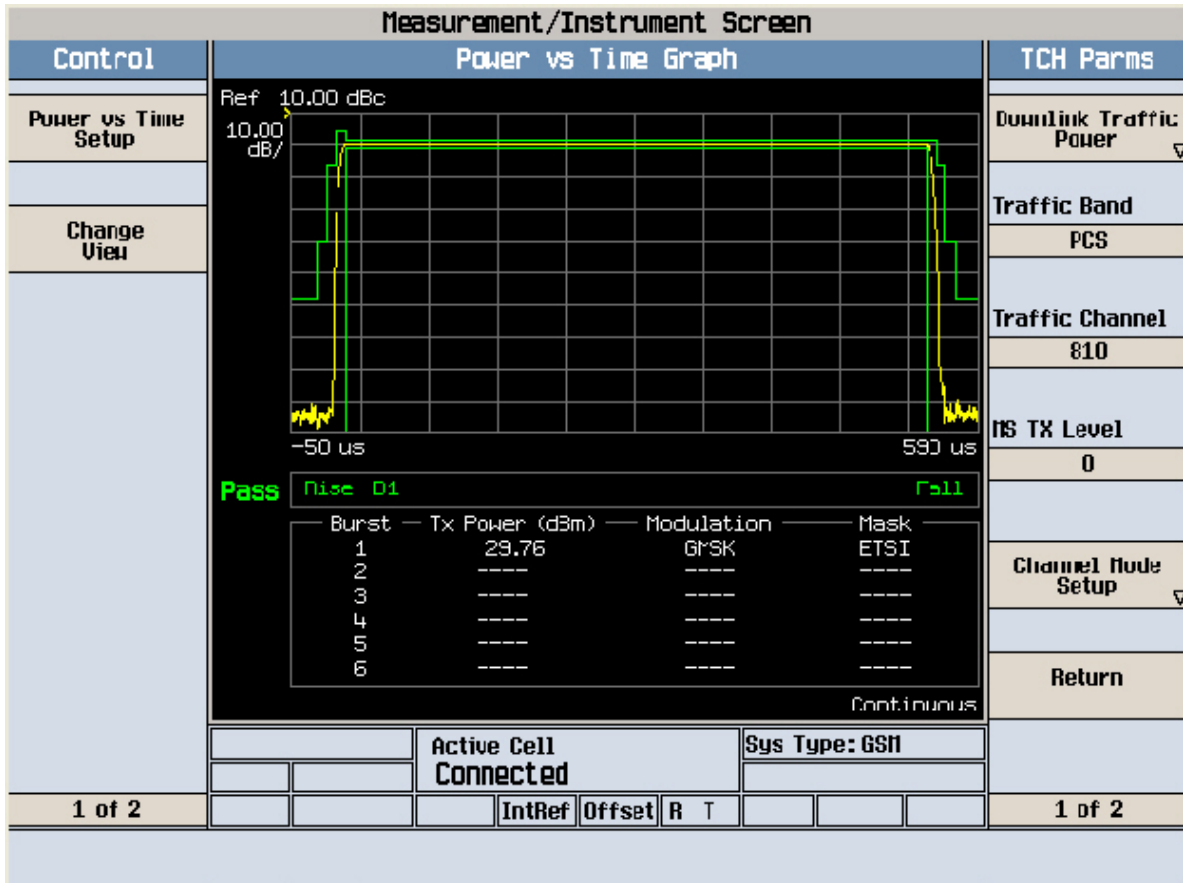 Measurement/Instrument Screen
Control
Power vs Time Graph
TCH Parms
Power vs Time
Setup
Change
View
1 of 2
Ref 10.00 dBc
10.00
dB/
-50 us
590 us
Pass
Rise 01
Fall
Burst Tx Power (dBm) Modulation Mask
1 29.76 GMSK ETSI
2 ---- ---- ----
3 ---- ---- ----
4 ---- ---- ----
5 ---- ---- ----
6 ---- ---- ----
Continuous
Active Cell
Connected
Sys Type: GSM
IntRef Offset R T
Downlink Traffic
Power
Traffic Band
PCS
Traffic Channel
810
MS TX Level
0
Channel Mode
Setup
Return
1 of 2